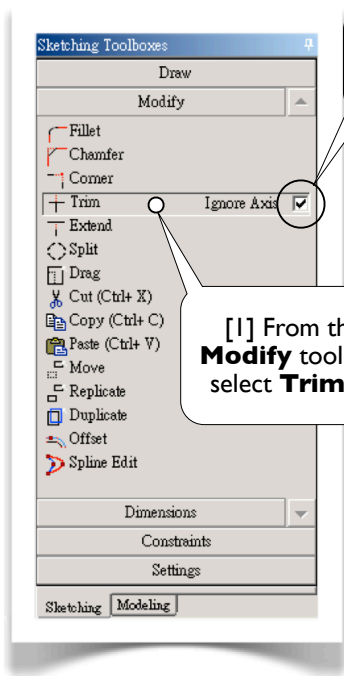 Sketching Toolboxes
Draw
Modify
Fillet
Chamfer
Corner
Trim Ignore Axis
Extend
Split
Drag
Cut (Ctrl+ X)
Copy (Ctrl+ C)
Paste (Ctrl+ V)
Move
Replicate
Duplicate
Offset
Spline Edit
[1] From th
Modify tool
select Trim
Dimensions
Constraints
Settings
Sketching Modeling